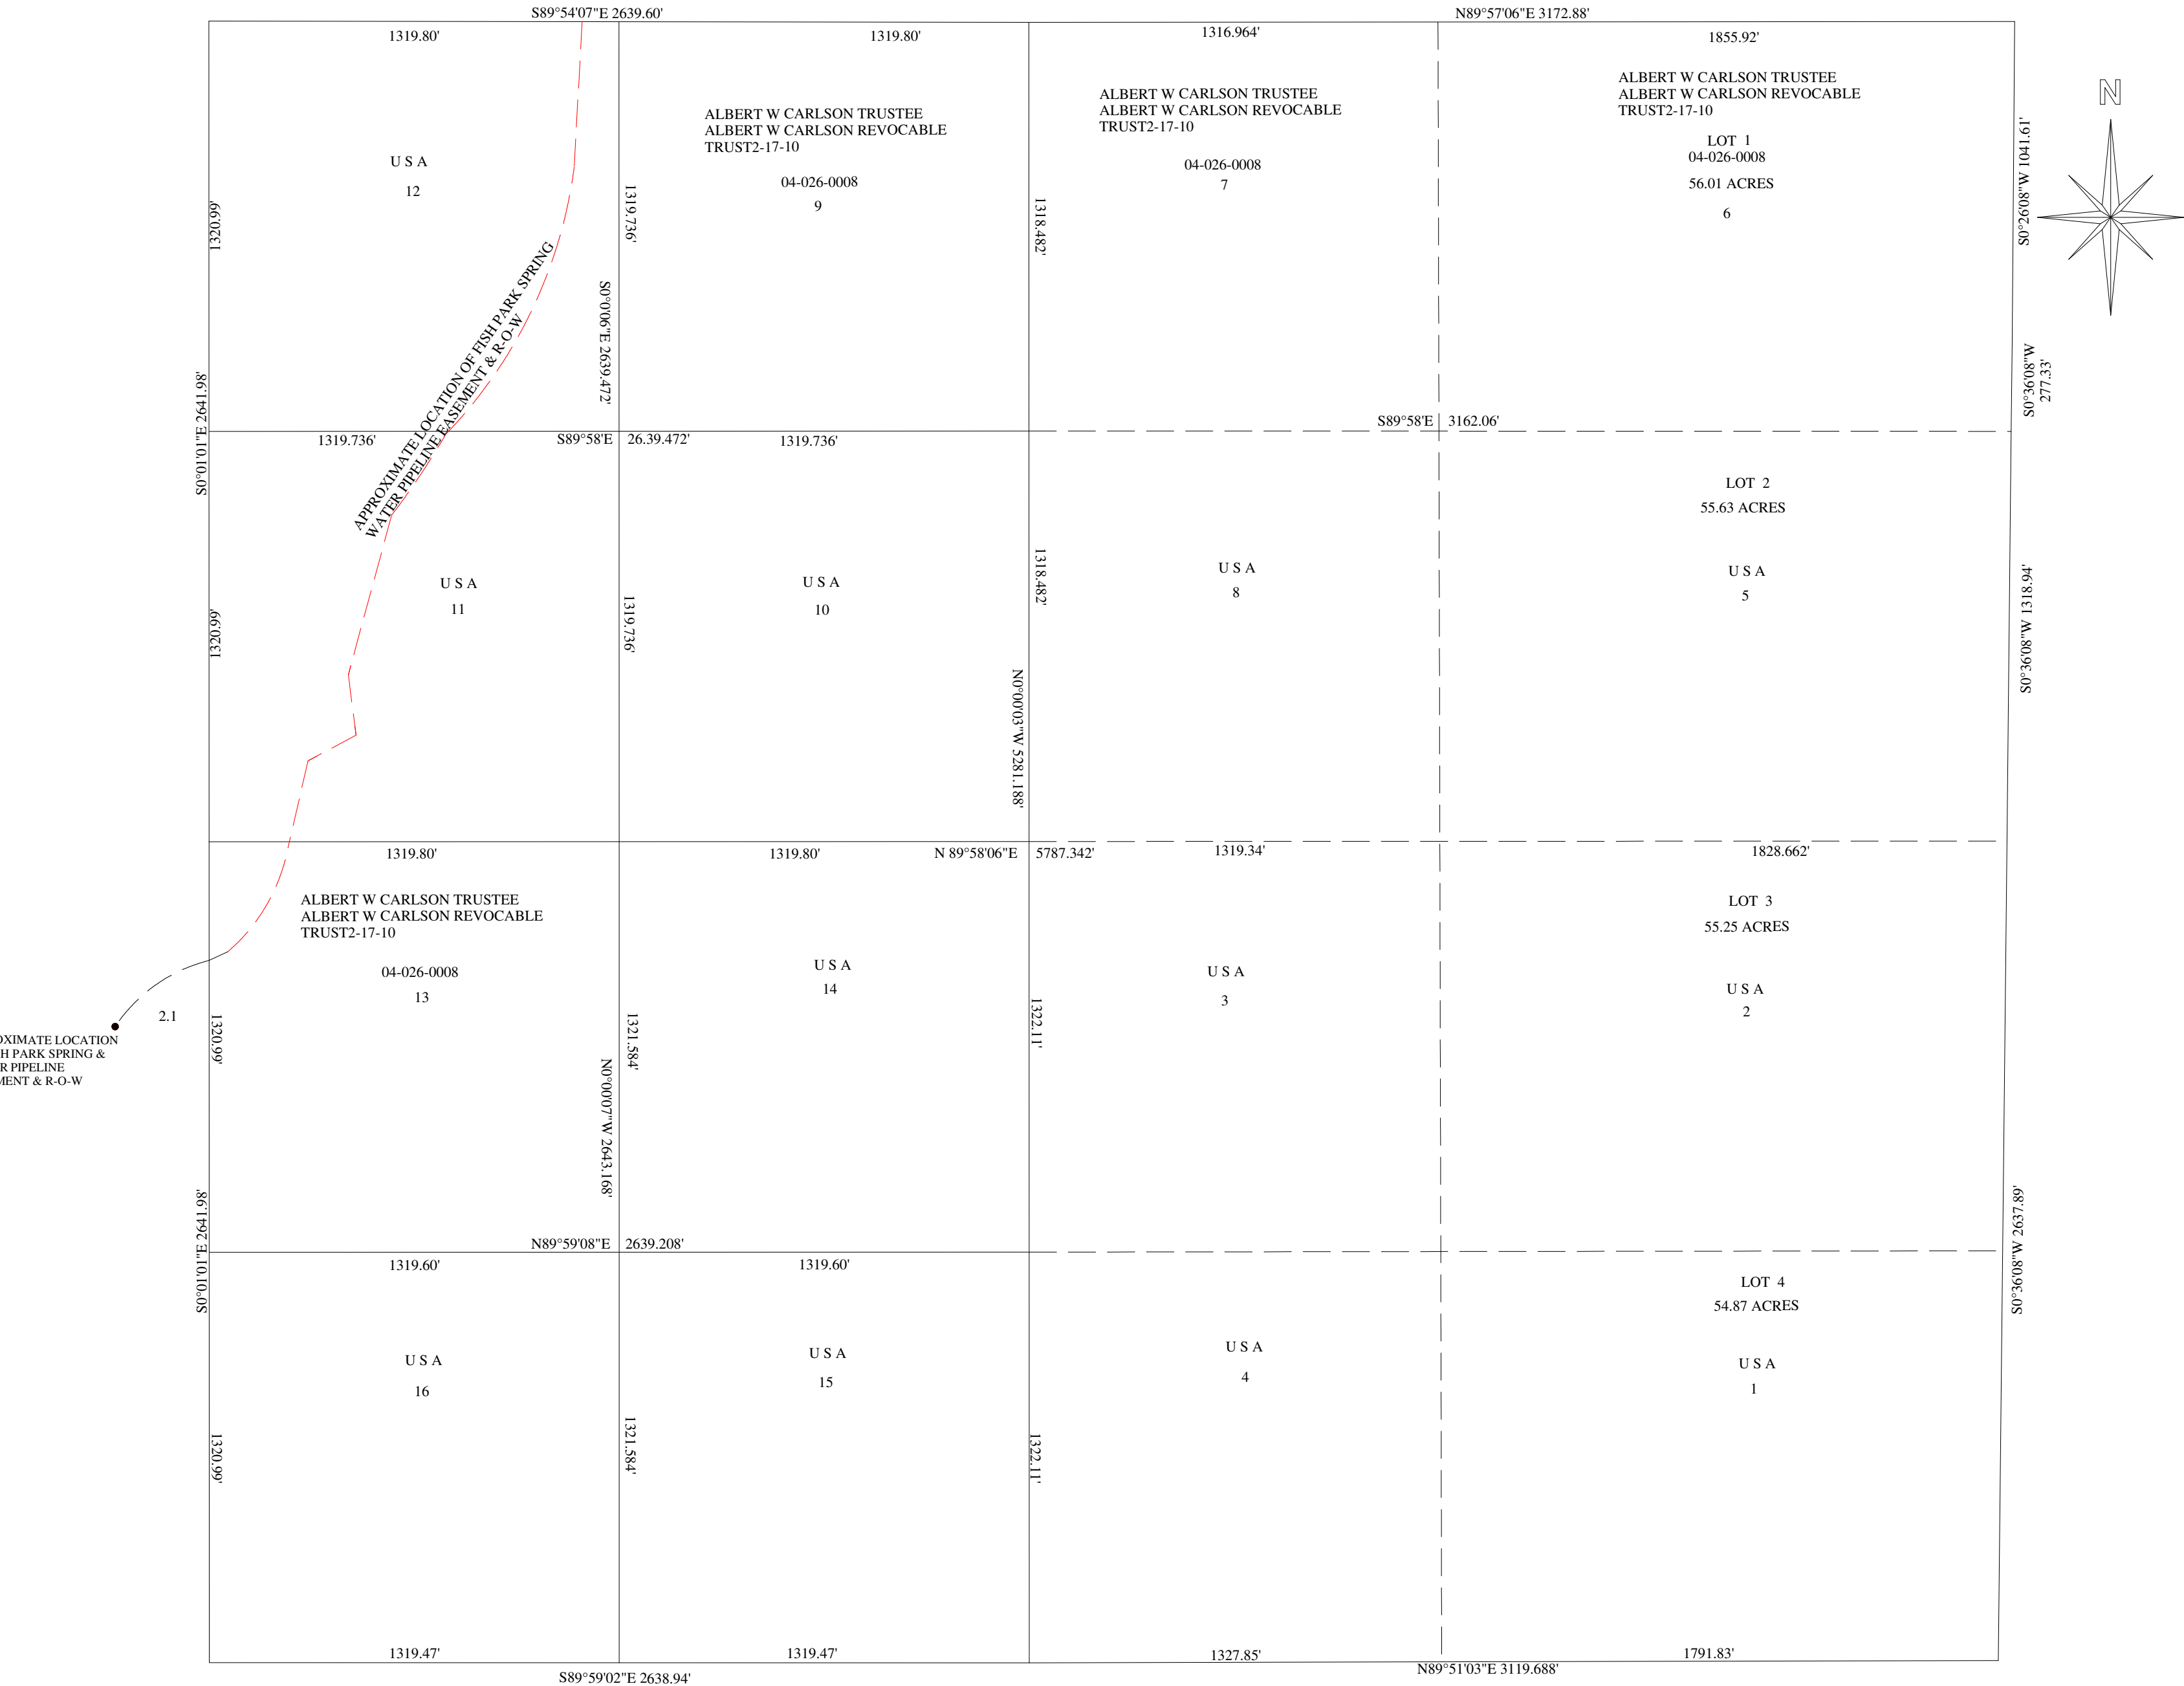 S89°54'07"E 2639.60'
N89°57'06"E 3172.88'
1319.80'
1319.80'
1316.964'
1855.92'
N
U S A
12
ALBERT W CARLSON TRUSTEE
ALBERT W CARLSON REVOCABLE
TRUST2-17-10
04-026-0008
9
ALBERT W CARLSON TRUSTEE
ALBERT W CARLSON REVOCABLE
TRUST2-17-10
04-026-0008
7
ALBERT W CARLSON TRUSTEE
ALBERT W CARLSON REVOCABLE
TRUST2-17-10
LOT 1
04-026-0008
56.01 ACRES
6
S0°26'08"W 1041.61'
1320.99'
1319.736'
1318.482'
S0°0'06"E 2639.472'
APPROXIMATE LOCATION OF FISH PARK SPRING
WATER PIPELINE EASEMENT & R-O-W
S0°36'08"W
277.33'
S0°01'01"E 2641.98'
1319.736'
S89°58'E
26.39.472'
1319.736'
S89°58'E
3162.06'
LOT 2
55.63 ACRES
U S A
11
U S A
10
U S A
8
U S A
5
1320.99'
1319.736'
1318.482'
S0°36'08"W 1318.94'
N0°00'03"W 5281.188'
1319.80'
1319.80'
N 89°58'06"E
5787.342'
1319.34'
1828.662'
ALBERT W CARLSON TRUSTEE
ALBERT W CARLSON REVOCABLE
TRUST2-17-10
04-026-0008
13
U S A
14
U S A
3
LOT 3
55.25 ACRES
U S A
2
2.1
OXIMATE LOCATION
H PARK SPRING &
R PIPELINE
MENT & R-O-W
1320.99'
1321.584'
1322.11'
N0°00'07"W 2643.168'
S0°01'01"E 2641.98'
N89°59'08"E
2639.208'
S0°36'08"W 2637.89'
1319.60'
1319.60'
LOT 4
54.87 ACRES
U S A
16
U S A
15
U S A
4
U S A
1
1320.99'
1321.584'
1322.11'
1319.47'
1319.47'
1327.85'
1791.83'
S89°59'02"E 2638.94'
N89°51'03"E 3119.688'